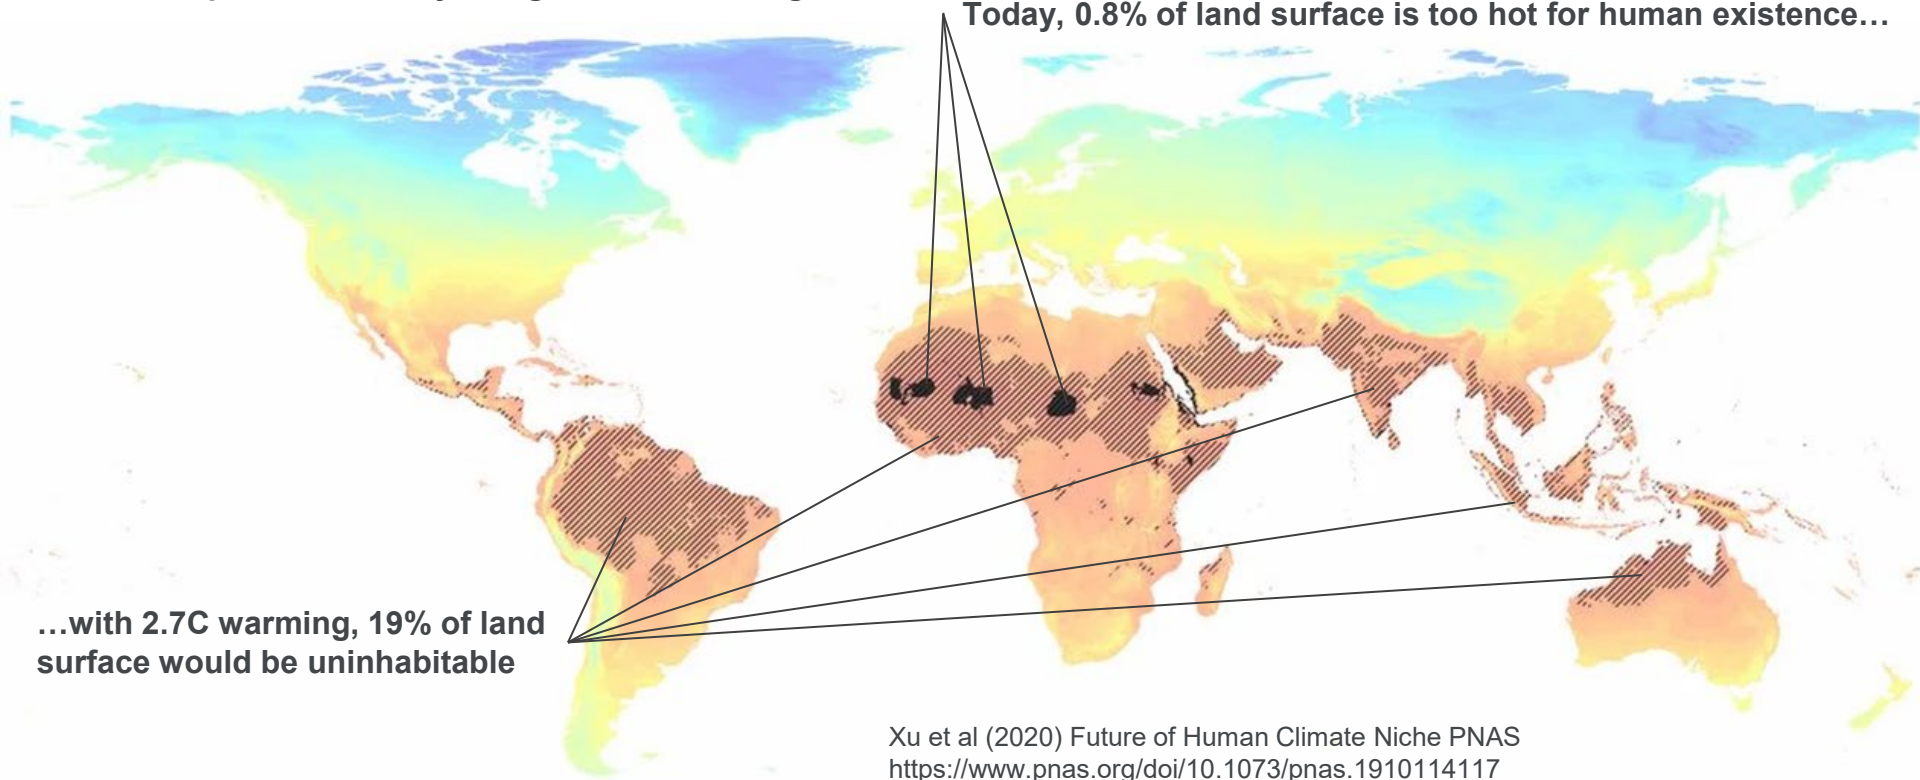 Today, 0.8% of land surface is too hot for human existence…
…with 2.7C warming, 19% of land
surface would be uninhabitable
Xu et al (2020) Future of Human Climate Niche PNAS
https://www.pnas.org/doi/10.1073/pnas.1910114117